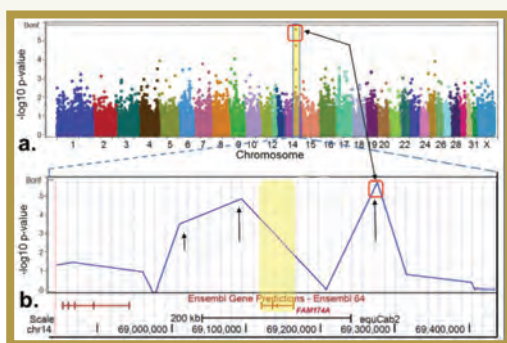 Bonf.
5
4
3
2
1
0
-log10 p-value
1 2 3 4 5 6 7 8 9 10 12 14 15 16 17 18 19 20 22 24 26 28 31 X
a. Chromosome
Bonf.
5
4
3
2
1
0
-log10 p-value
b.
Ensembl Gene Predictions - Ensembl 64
FAM174A
Scale 200 kb equCab2
chr14 69,000,000 69,100,000 69,200,000 69,300,000 69,400,000